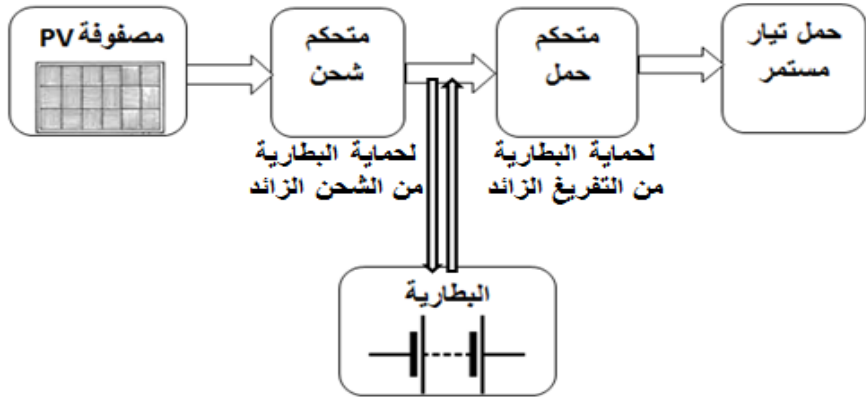 مصفوفة PV
متحكم
شحن
متحكم
حمل
حمل تيار
مستمر
لحماية البطارية
من الشحن الزائد
لحماية البطارية
من التفريغ الزائد
البطارية